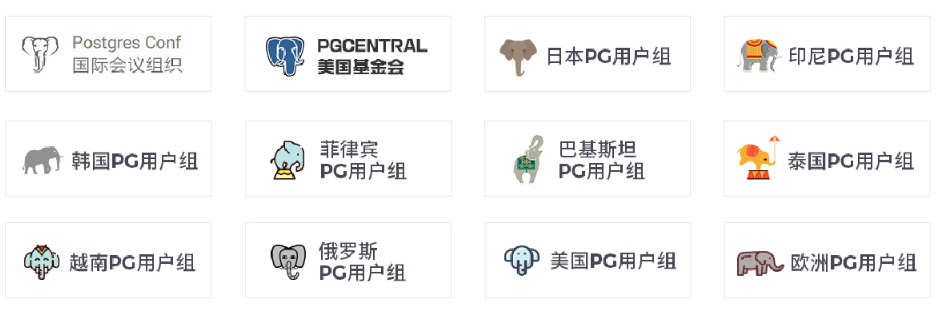 Postgres Conf
国际会议组织
PGCENTRAL
美国基金会
日本PG用户组
印尼PG用户组
韩国PG用户组
菲律宾
PG用户组
巴基斯坦
PG用户组
泰国PG用户组
越南PG用户组
俄罗斯
PG用户组
美国PG用户组
欧洲PG用户组